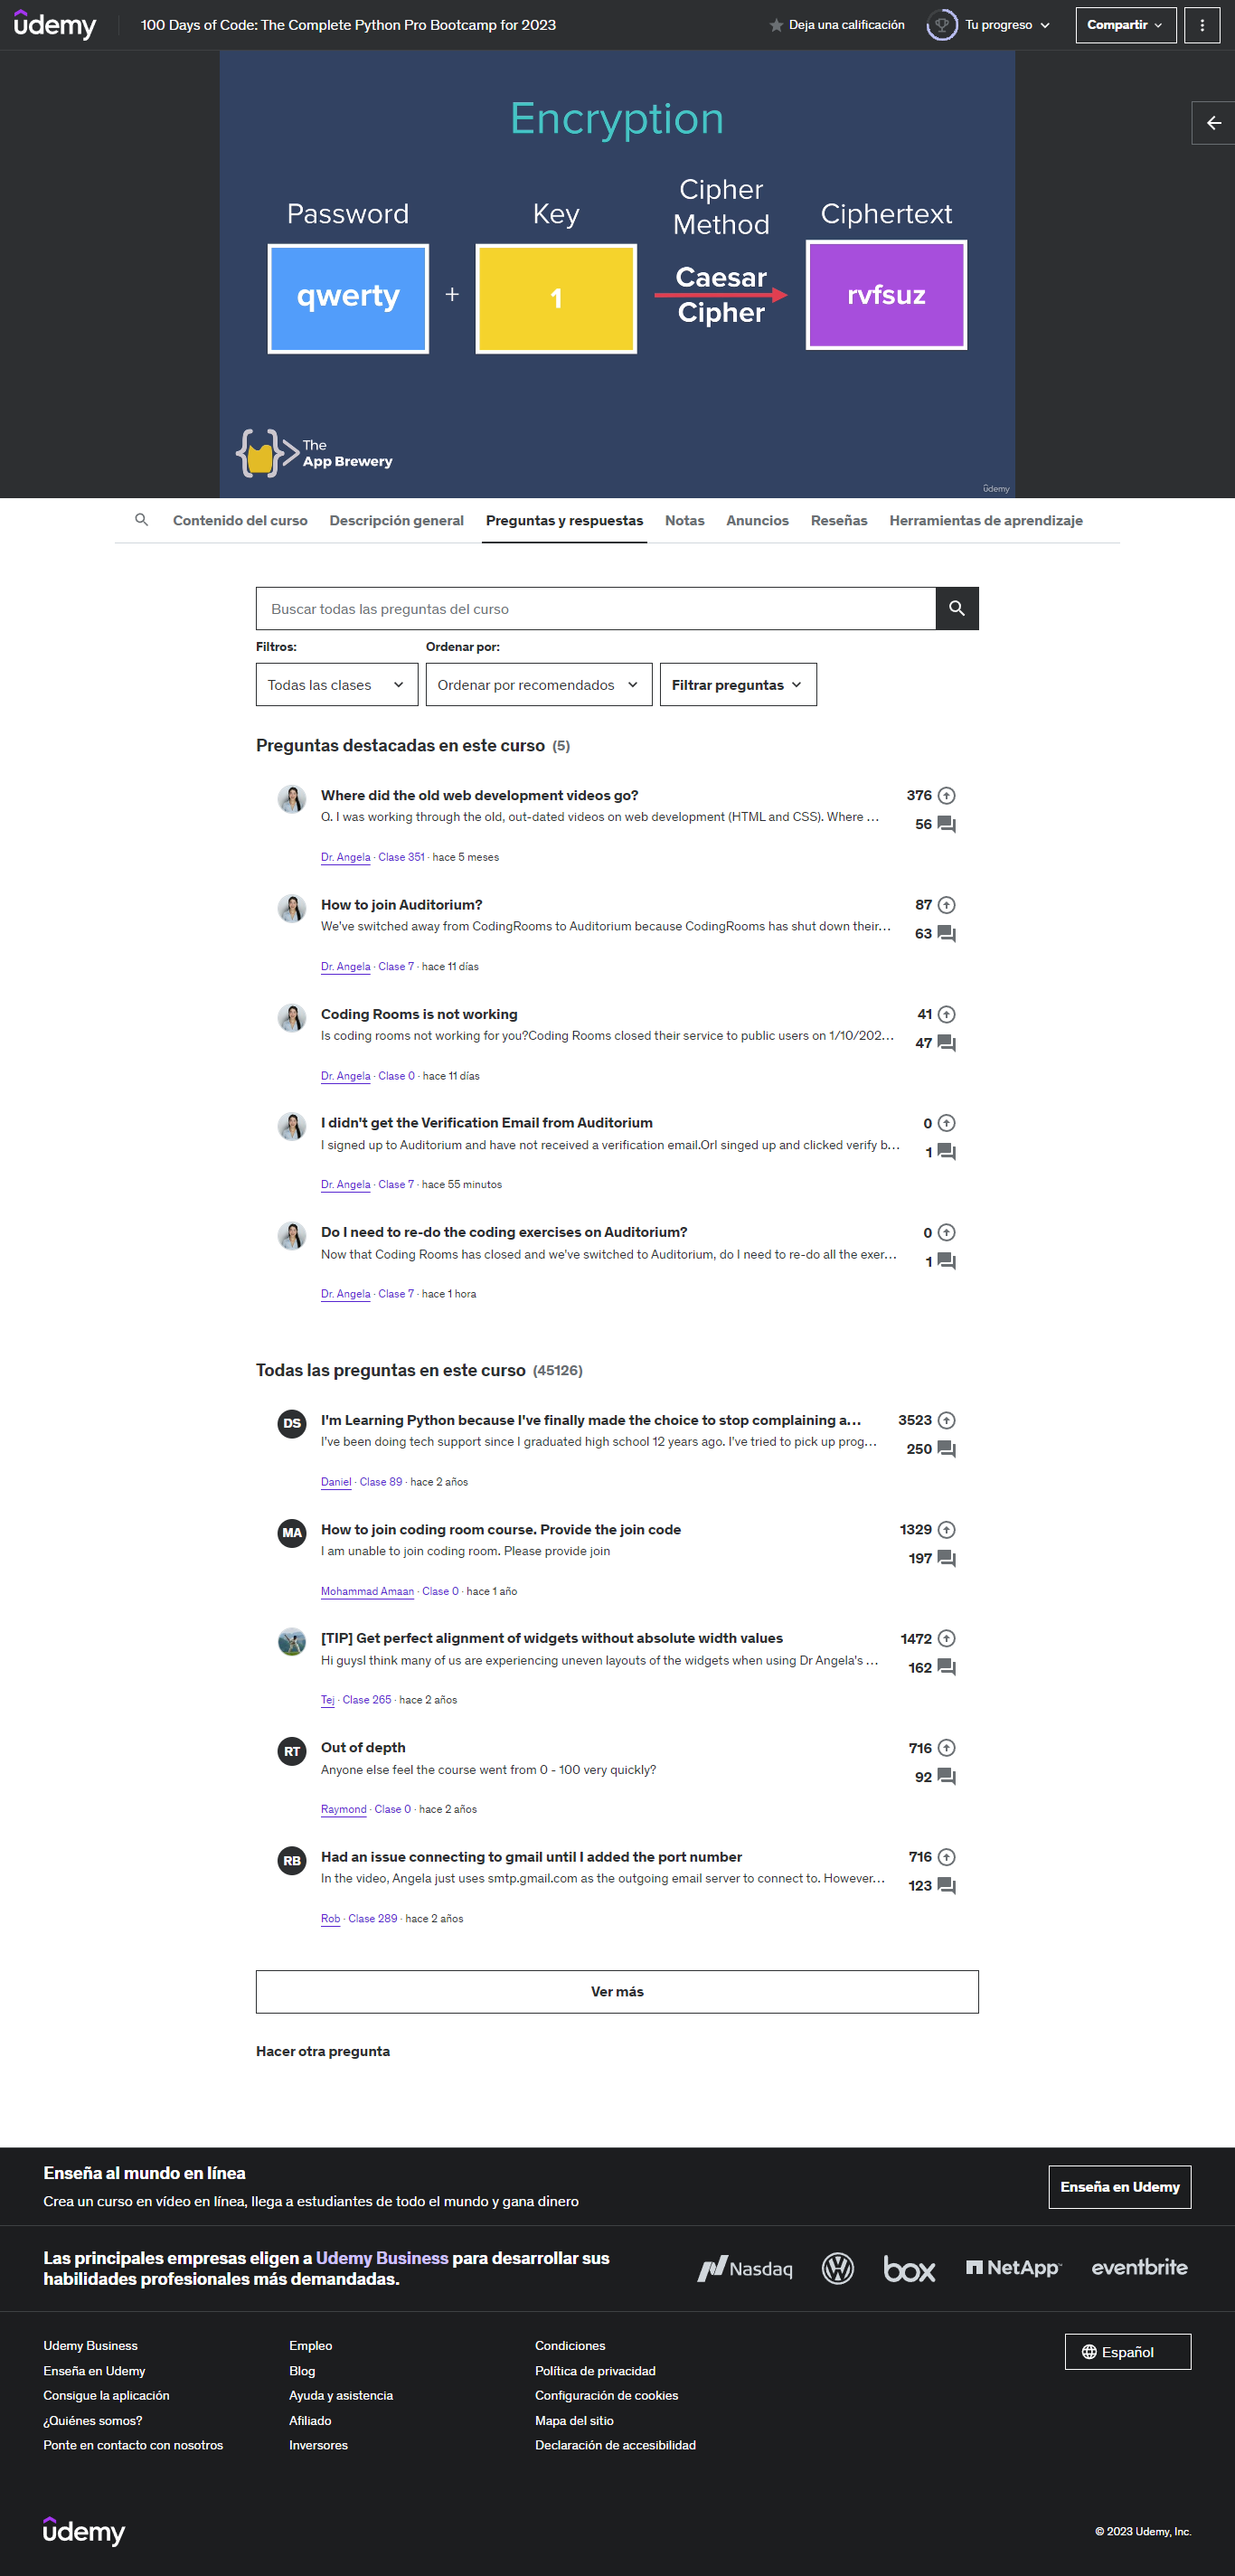 udemy
100 Days of Code: The Complete Python Pro Bootcamp for 2023
Deja una calificación
Tu progreso
Compartir
Encryption
Password
Key
Cipher
Method
Ciphertext
qwerty
+
1
Caesar
Cipher
rvfsuz
The
App Brewery
udemy
Contenido del curso
Descripción general
Preguntas y respuestas
Notas
Anuncios
Reseñas
Herramientas de aprendizaje
Buscar todas las preguntas del curso
Filtros:
Ordenar por:
Todas las clases
Ordenar por recomendados
Filtrar preguntas
Preguntas destacadas en este curso (5)
Where did the old web development videos go?
376
Q. I was working through the old, out-dated videos on web development (HTML and CSS). Where …
56
Dr. Angela · Clase 351 · hace 5 meses
How to join Auditorium?
87
We've switched away from CodingRooms to Auditorium because CodingRooms has shut down their…
63
Dr. Angela · Clase 7 · hace 11 días
Coding Rooms is not working
41
Is coding rooms not working for you?Coding Rooms closed their service to public users on 1/10/202…
47
Dr. Angela · Clase 0 · hace 11 días
I didn't get the Verification Email from Auditorium
0
I signed up to Auditorium and have not received a verification email.OrI singed up and clicked verify b…
1
Dr. Angela · Clase 7 · hace 55 minutos
Do I need to re-do the coding exercises on Auditorium?
0
Now that Coding Rooms has closed and we've switched to Auditorium, do I need to re-do all the exer…
1
Dr. Angela · Clase 7 · hace 1 hora
Todas las preguntas en este curso (45126)
DS
I'm Learning Python because I've finally made the choice to stop complaining a…
3523
I've been doing tech support since I graduated high school 12 years ago. I've tried to pick up prog…
250
Daniel · Clase 89 · hace 2 años
MA
How to join coding room course. Provide the join code
1329
I am unable to join coding room. Please provide join
197
Mohammad Amaan · Clase 0 · hace 1 año
[TIP] Get perfect alignment of widgets without absolute width values
1472
Hi guysI think many of us are experiencing uneven layouts of the widgets when using Dr Angela's …
162
Tej · Clase 265 · hace 2 años
RT
Out of depth
716
Anyone else feel the course went from 0 - 100 very quickly?
92
Raymond · Clase 0 · hace 2 años
RB
Had an issue connecting to gmail until I added the port number
716
In the video, Angela just uses smtp.gmail.com as the outgoing email server to connect to. However…
123
Rob · Clase 289 · hace 2 años
Ver más
Hacer otra pregunta
Enseña al mundo en línea
Crea un curso en vídeo en línea, llega a estudiantes de todo el mundo y gana dinero
Enseña en Udemy
Las principales empresas eligen a Udemy Business para desarrollar sus
habilidades profesionales más demandadas.
Nasdaq
box
NetApp
eventbrite
Udemy Business
Enseña en Udemy
Consigue la aplicación
¿Quiénes somos?
Ponte en contacto con nosotros
Empleo
Blog
Ayuda y asistencia
Afiliado
Inversores
Condiciones
Política de privacidad
Configuración de cookies
Mapa del sitio
Declaración de accesibilidad
Español
udemy
© 2023 Udemy, Inc.